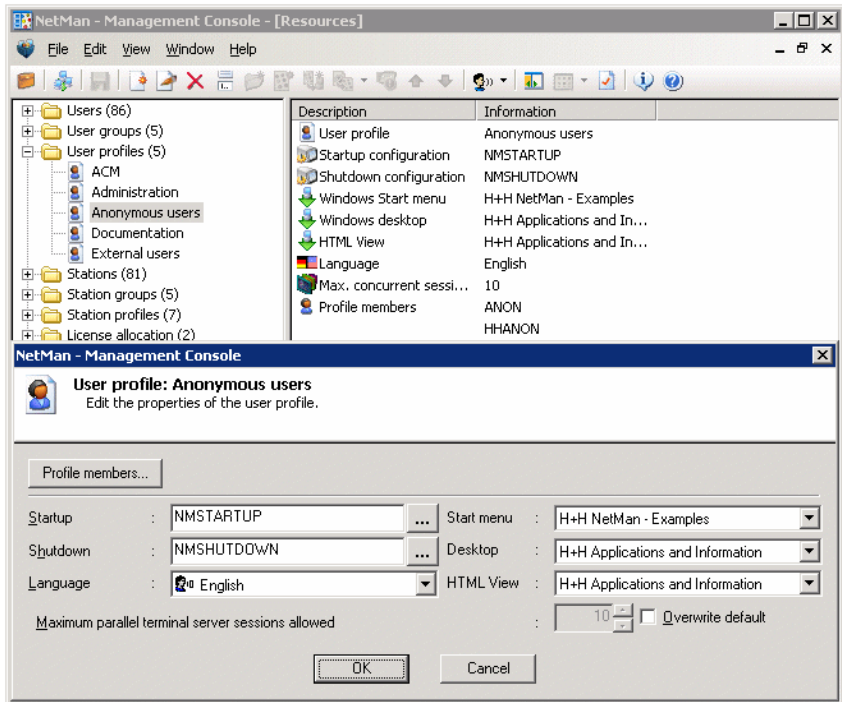 NetMan - Management Console - [Resources]
File Edit View Window Help
Users (86)
User groups (5)
User profiles (5)
ACM
Administration
Anonymous users
Documentation
External users
Stations (81)
Station groups (5)
Station profiles (7)
License allocation (2)
Description Information
User profile Anonymous users
Startup configuration NMSTARTUP
Shutdown configuration NMSHUTDOWN
Windows Start menu H+H NetMan - Examples
Windows desktop H+H Applications and In...
HTML View H+H Applications and In...
Language English
Max. concurrent sessi... 10
Profile members ANON
HHANON
NetMan - Management Console
User profile: Anonymous users
Edit the properties of the user profile.
Profile members...
Startup : NMSTARTUP ... Start menu : H+H NetMan - Examples
Shutdown : NMSHUTDOWN ... Desktop : H+H Applications and Information
Language : English HTML View : H+H Applications and Information
Maximum parallel terminal server sessions allowed : 10 Overwrite default
OK Cancel